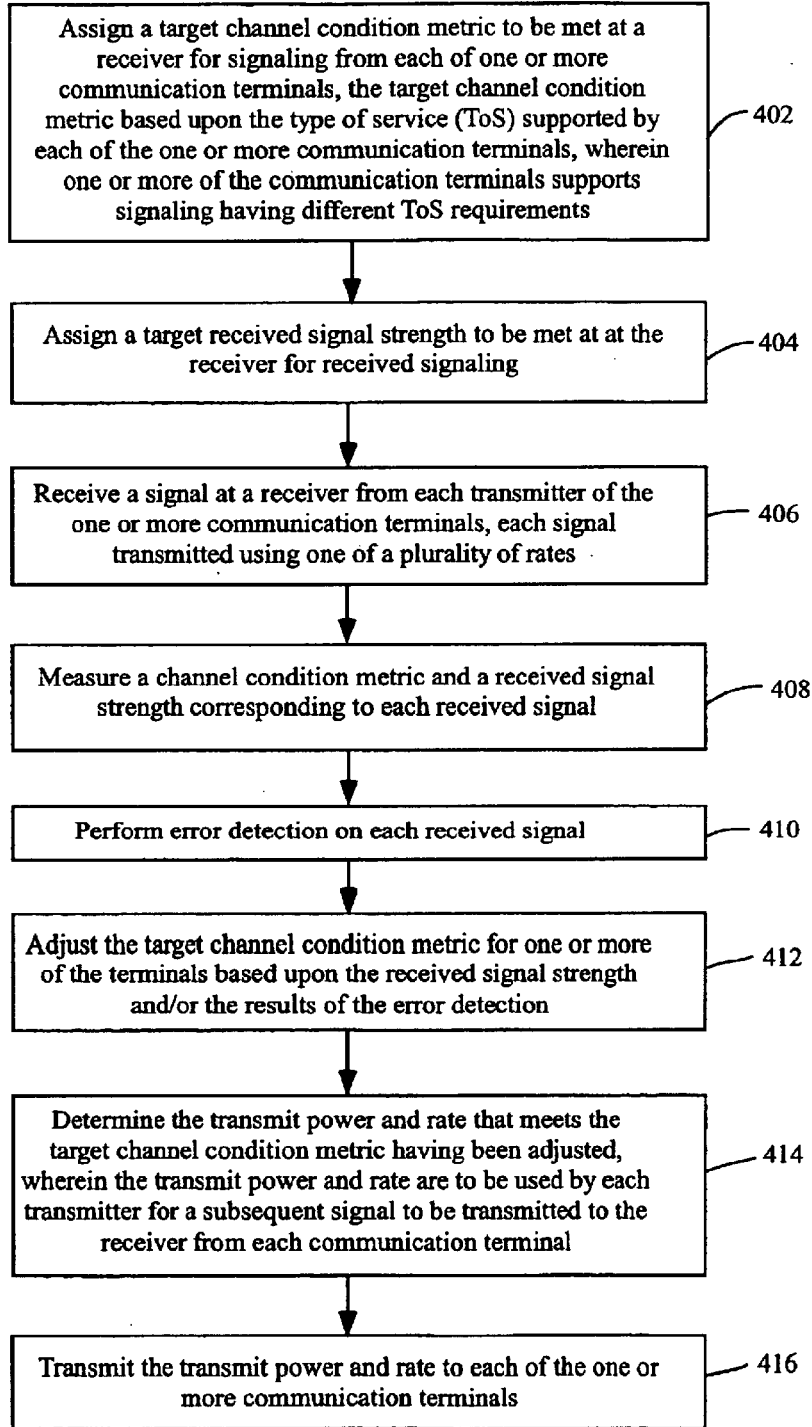 Assign a target channel condition metric to be met at a
receiver for signaling from each of one or more
communication terminals, the target channel condition
metric based upon the type of service (ToS) supported by
each of the one or more communication terminals, wherein
one or more of the communication terminals supports
signaling having different ToS requirements
402
Assign a target received signal strength to be met at at the
receiver for received signaling
404
Receive a signal at a receiver from each transmitter of the
one or more communication terminals, each signal
transmitted using one of a plurality of rates
406
Measure a channel condition metric and a received signal
strength corresponding to each received signal
408
Perform error detection on each received signal
410
Adjust the target channel condition metric for one or more
of the terminals based upon the received signal strength
and/or the results of the error detection
412
Determine the transmit power and rate that meets the
target channel condition metric having been adjusted,
wherein the transmit power and rate are to be used by each
transmitter for a subsequent signal to be transmitted to the
receiver from each communication terminal
414
Transmit the transmit power and rate to each of the one or
more communication terminals
416